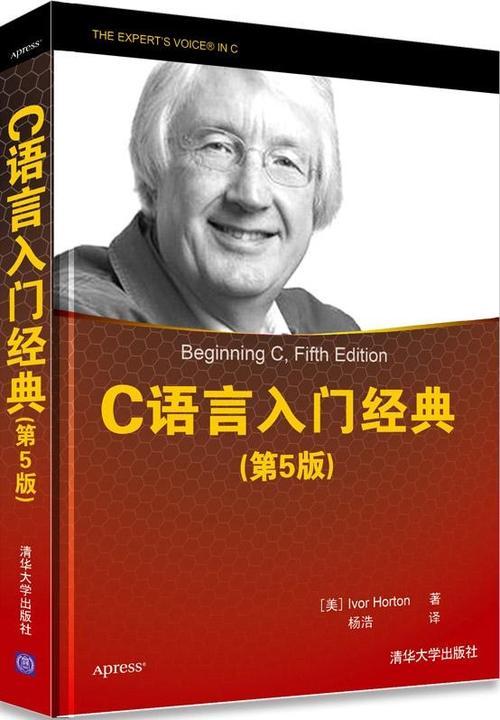 Apress®
C语言入门经典(第5版)
清华大学出版社
THE EXPERT'S VOICE® IN C
Beginning C, Fifth Edition
C语言入门经典
(第5版)
[美] Ivor Horton 著
杨浩 译
Apress®
清华大学出版社